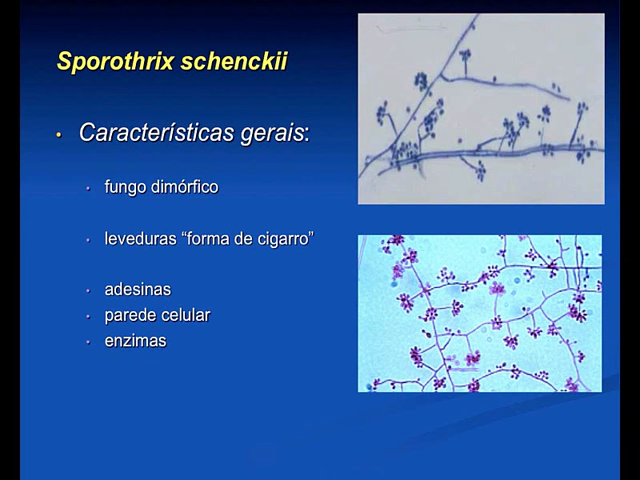 Sporothrix schenckii
• Características gerais:
• fungo dimórfico
• leveduras “forma de cigarro”
• adesinas
• parede celular
• enzimas